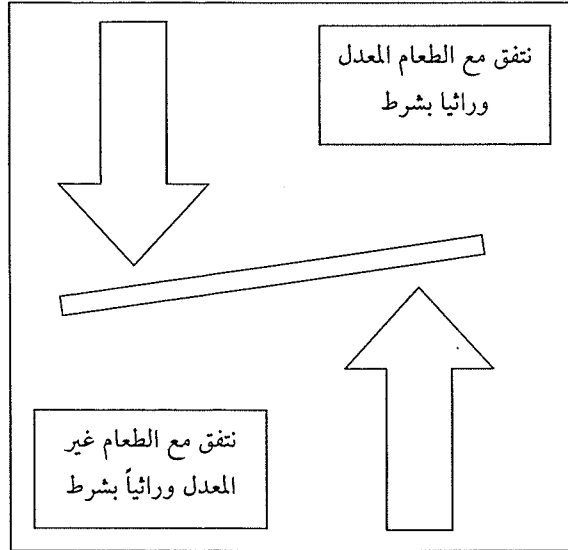 نتفق مع الطعام المعدل
وراثيا بشرط
نتفق مع الطعام غير
المعدل وراثياً بشرط